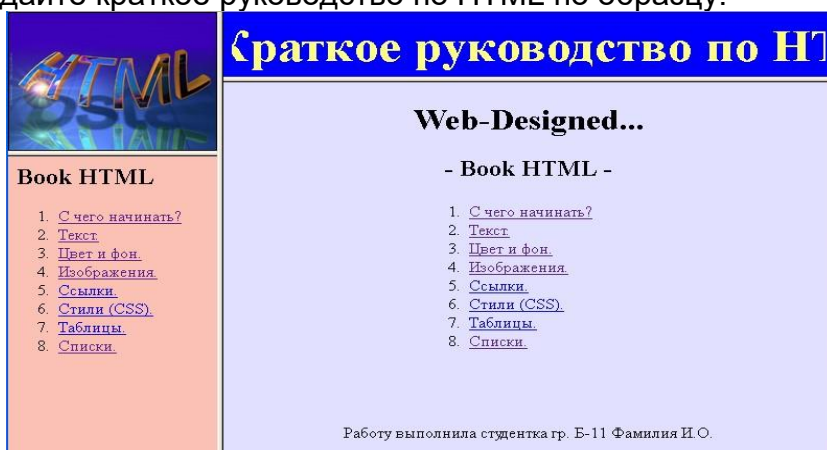 дайте краткое руководство по HTML по образцу.
HTML
Краткое руководство по HT
Book HTML
1. С чего начинать?
2. Текст.
3. Цвет и фон.
4. Изображения.
5. Ссылки.
6. Стили (CSS).
7. Таблицы.
8. Списки.
Web-Designed...
- Book HTML -
1. С чего начинать?
2. Текст.
3. Цвет и фон.
4. Изображения.
5. Ссылки.
6. Стили (CSS).
7. Таблицы.
8. Списки.
Работу выполнила студентка гр. Б-11 Фамилия И.О.